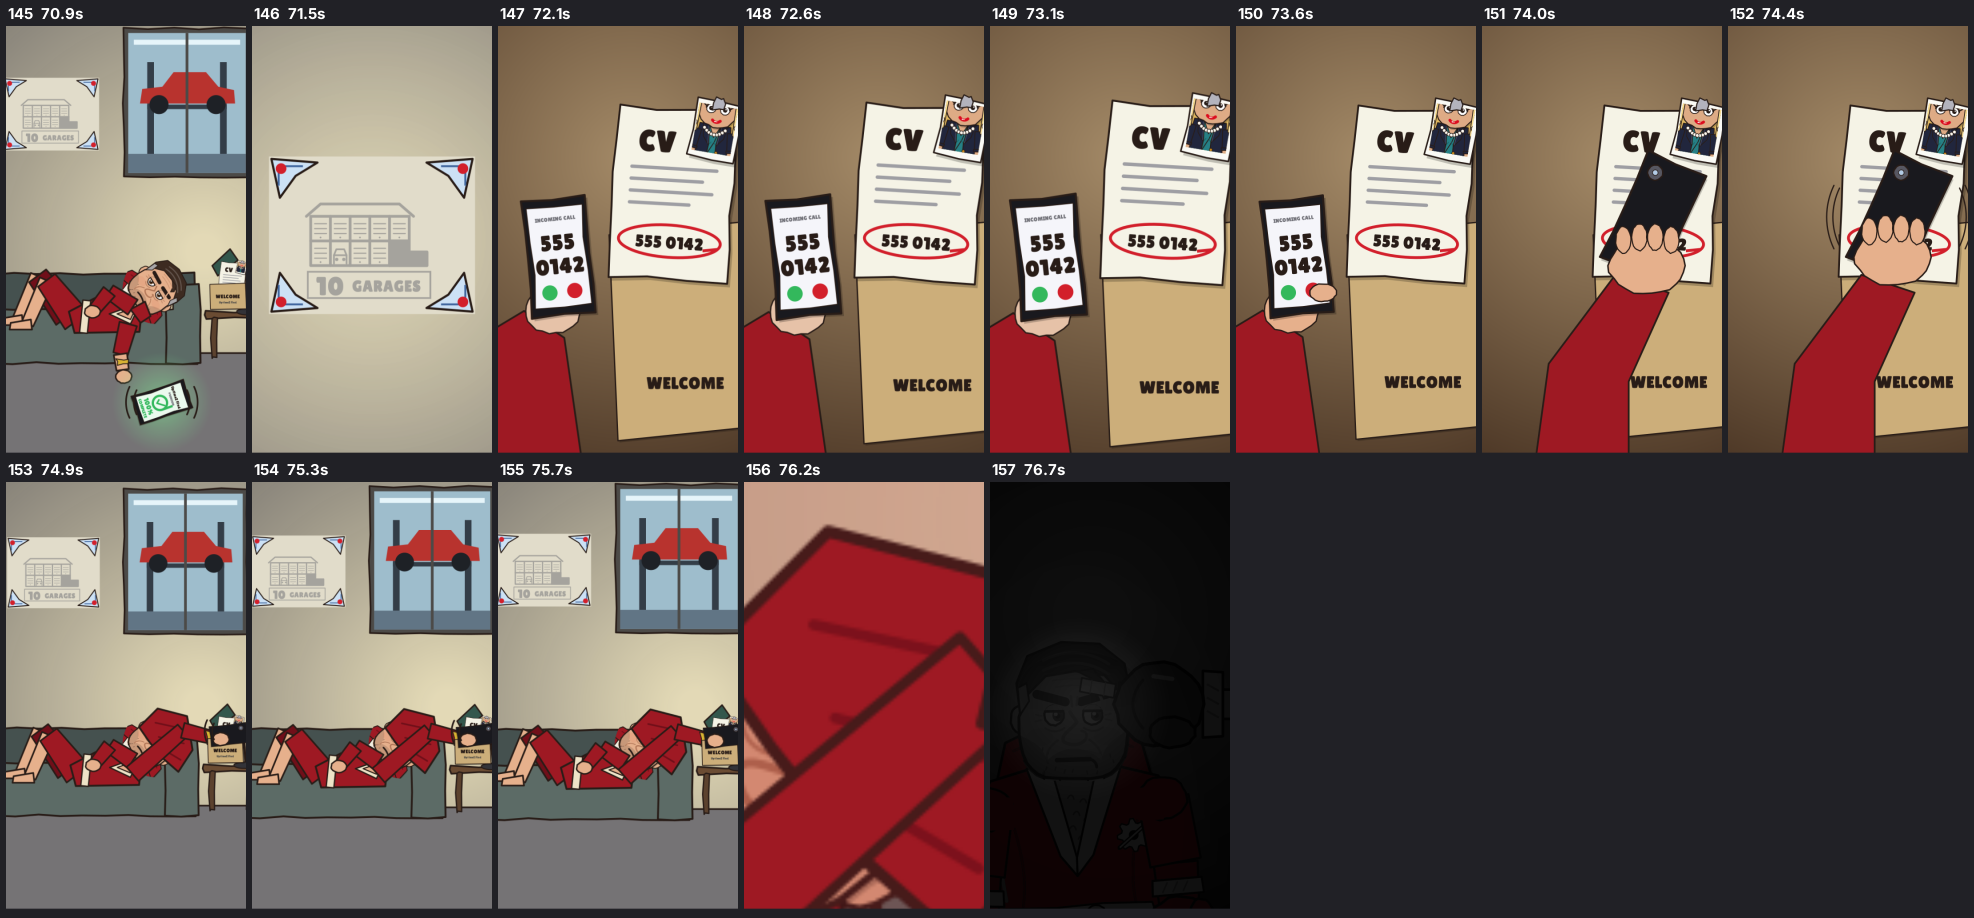 145 70.9s
146 71.5s
147 72.1s
148 72.6s
149 73.1s
150 73.6s
151 74.0s
152 74.4s
10 GARAGES
CV
WELCOME
100%
10 GARAGES
CV
INCOMING CALL
555
0142
555 0142
WELCOME
CV
INCOMING CALL
555
0142
555 0142
WELCOME
CV
INCOMING CALL
555
0142
555 0142
WELCOME
CV
INCOMING CALL
555
0142
555 0142
WELCOME
CV
2
WELCOME
CV
WELCOME
153 74.9s
154 75.3s
155 75.7s
156 76.2s
157 76.7s
10 GARAGES
WELCOME
10 GARAGES
WELCOME
10 GARAGES
WELCOME